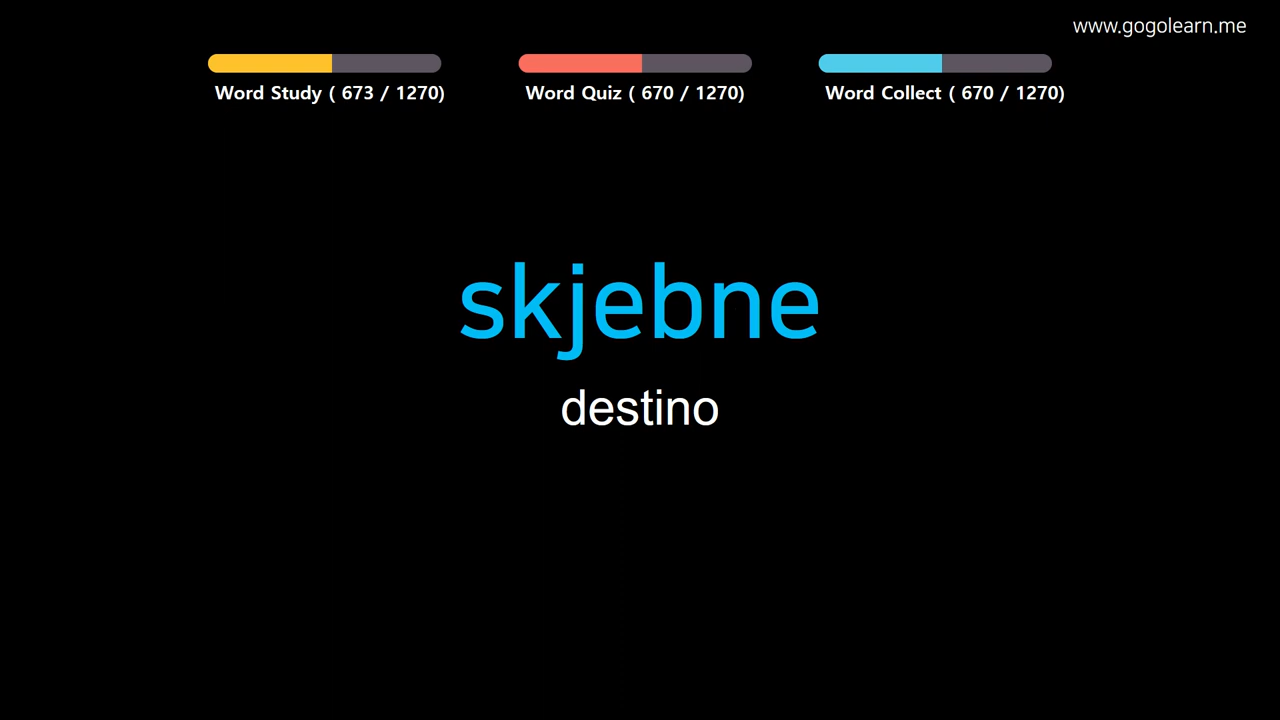 www.gogolearn.me
Word Study ( 673 / 1270)
Word Quiz ( 670 / 1270)
Word Collect ( 670 / 1270)
skjebne
destino